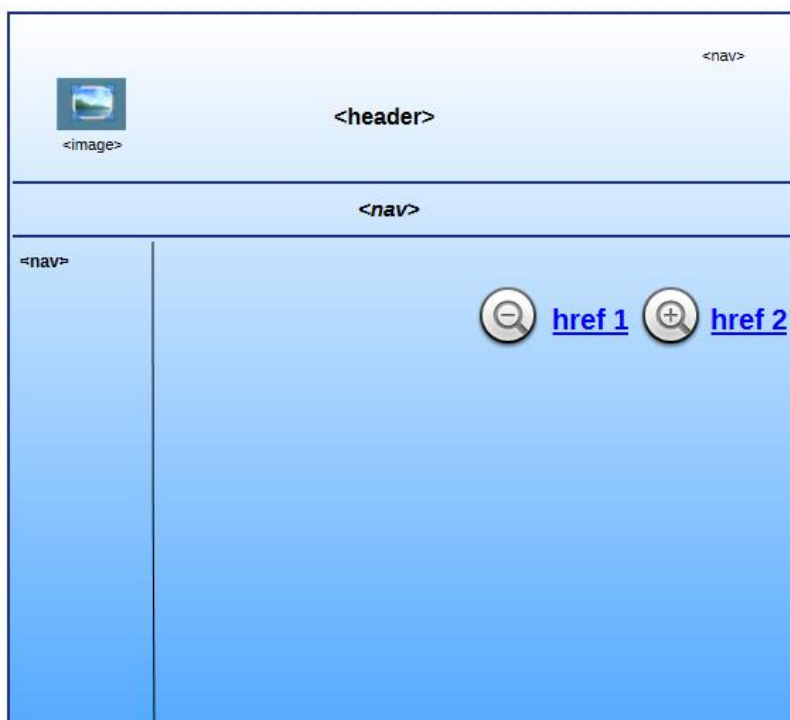 <nav>
<header>
<image>
<nav>
<nav>
href 1 href 2